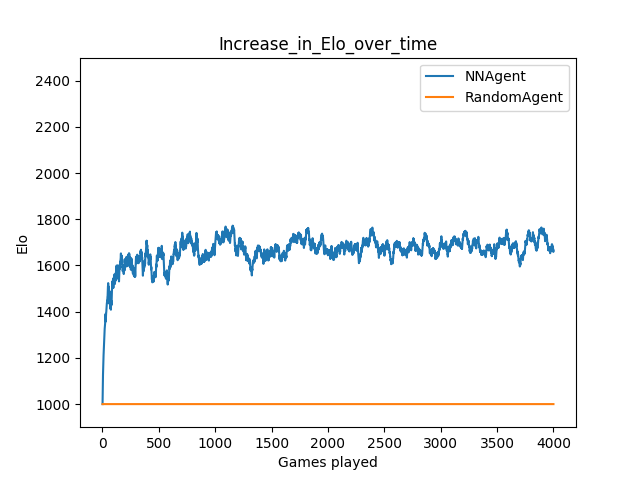 Increase_in_Elo_over_time
NNAgent
RandomAgent
2400
2200
2000
1800
1600
1400
1200
1000
Elo
0 500 1000 1500 2000 2500 3000 3500 4000
Games played